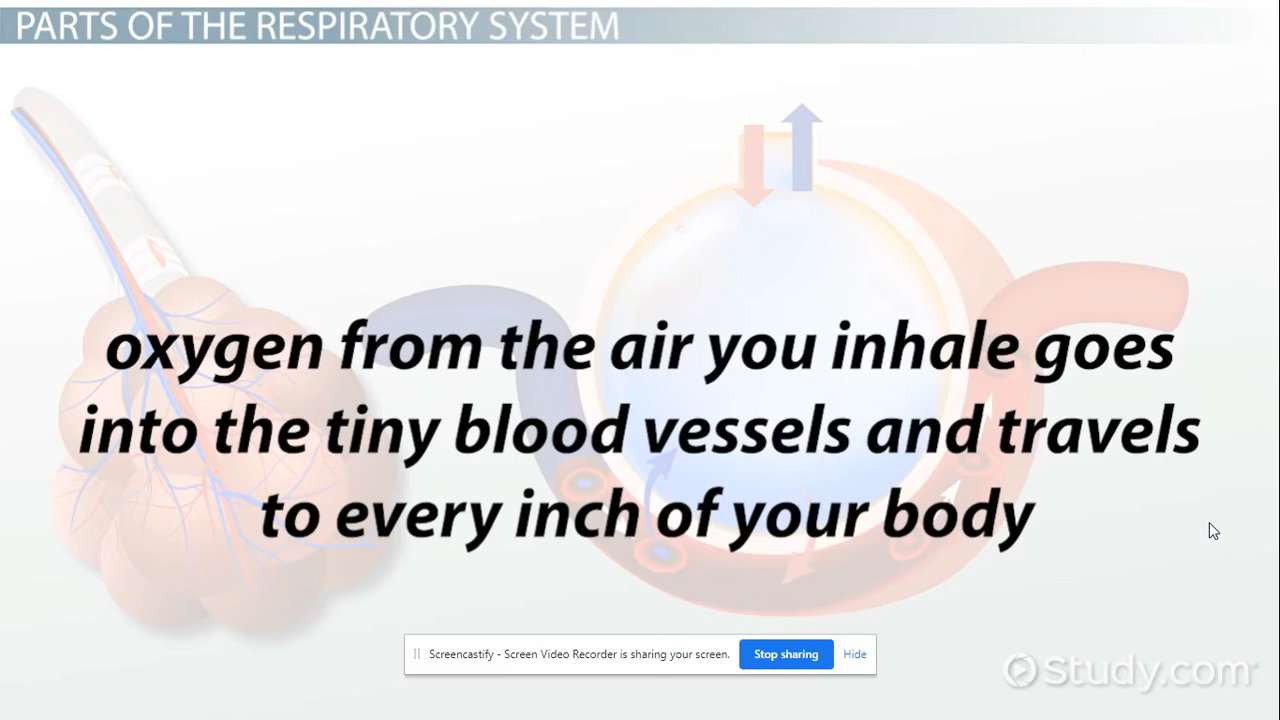 PARTS OF THE RESPIRATORY SYSTEM
oxygen from the air you inhale goes
into the tiny blood vessels and travels
to every inch of your body
Screencastify - Screen Video Recorder is sharing your screen. Stop sharing Hide
Study.com